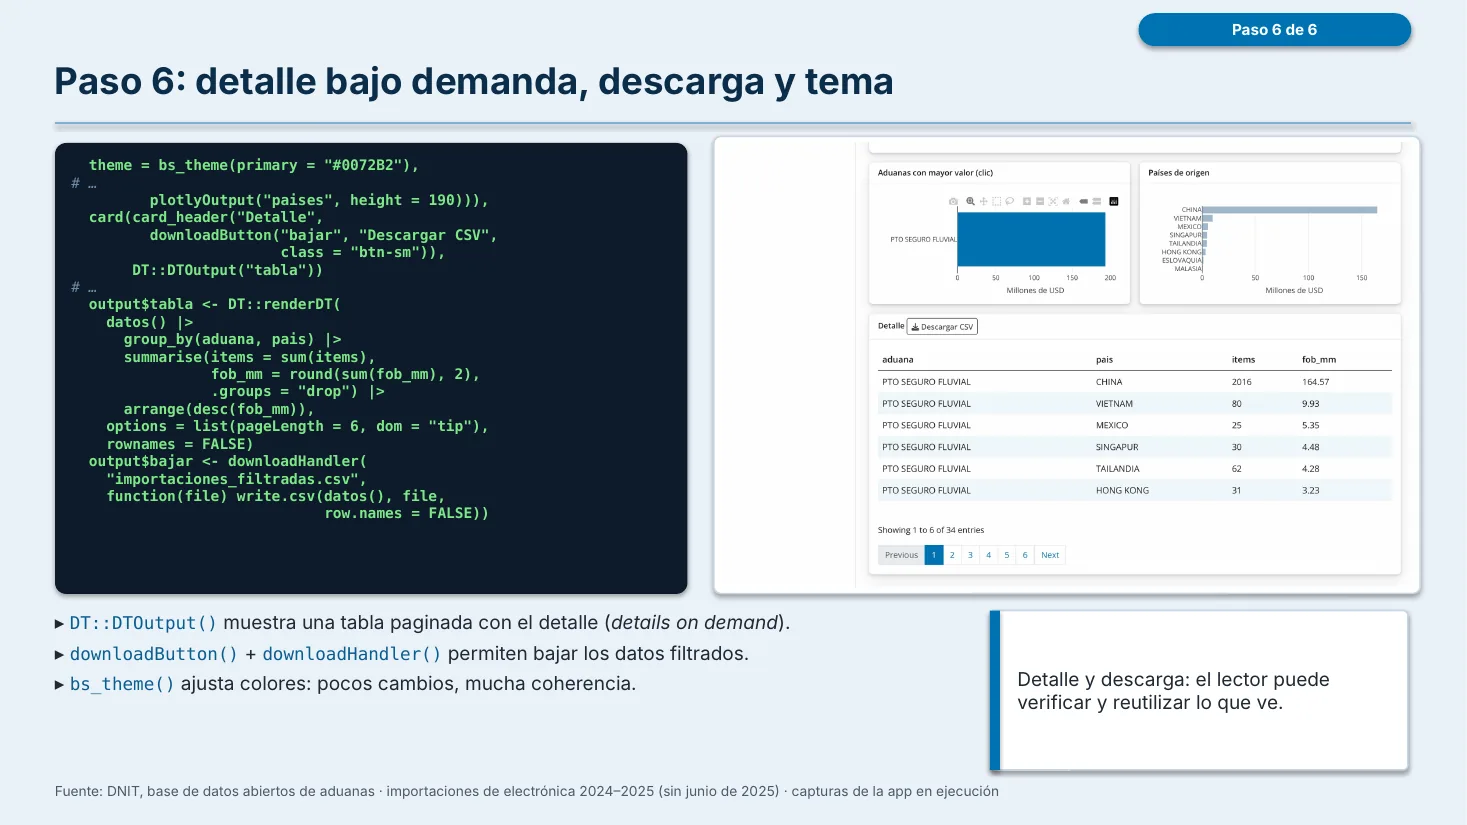 Paso 6 de 6
Paso 6: detalle bajo demanda, descarga y tema
theme = bs_theme(primary = "#0072B2"),
# …
plotlyOutput("paises", height = 190))),
card(card_header("Detalle",
downloadButton("bajar", "Descargar CSV",
class = "btn-sm")),
DT::DTOutput("tabla"))
# …
output$tabla <- DT::renderDT(
datos() |>
group_by(aduana, pais) |>
summarise(items = sum(items),
fob_mm = round(sum(fob_mm), 2),
.groups = "drop") |>
arrange(desc(fob_mm)),
options = list(pageLength = 6, dom = "tip"),
rownames = FALSE)
output$bajar <- downloadHandler(
"importaciones_filtradas.csv",
function(file) write.csv(datos(), file,
row.names = FALSE))
Aduanas con mayor valor (clic)
PTO SEGURO FLUVIAL
0 50 100 150 200
Millones de USD
Países de origen
CHINA
VIETNAM
MEXICO
SINGAPUR
TAILANDIA
HONG KONG
ESLOVAQUIA
MALASIA
0 50 100 150
Millones de USD
Detalle Descargar CSV
aduana pais items fob_mm
PTO SEGURO FLUVIAL CHINA 2016 164.57
PTO SEGURO FLUVIAL VIETNAM 80 9.93
PTO SEGURO FLUVIAL MEXICO 25 5.35
PTO SEGURO FLUVIAL SINGAPUR 30 4.48
PTO SEGURO FLUVIAL TAILANDIA 62 4.28
PTO SEGURO FLUVIAL HONG KONG 31 3.23
Showing 1 to 6 of 34 entries
Previous 1 2 3 4 5 6 Next
▸ DT::DTOutput() muestra una tabla paginada con el detalle (details on demand).
▸ downloadButton() + downloadHandler() permiten bajar los datos filtrados.
▸ bs_theme() ajusta colores: pocos cambios, mucha coherencia.
Detalle y descarga: el lector puede
verificar y reutilizar lo que ve.
Fuente: DNIT, base de datos abiertos de aduanas · importaciones de electrónica 2024–2025 (sin junio de 2025) · capturas de la app en ejecución